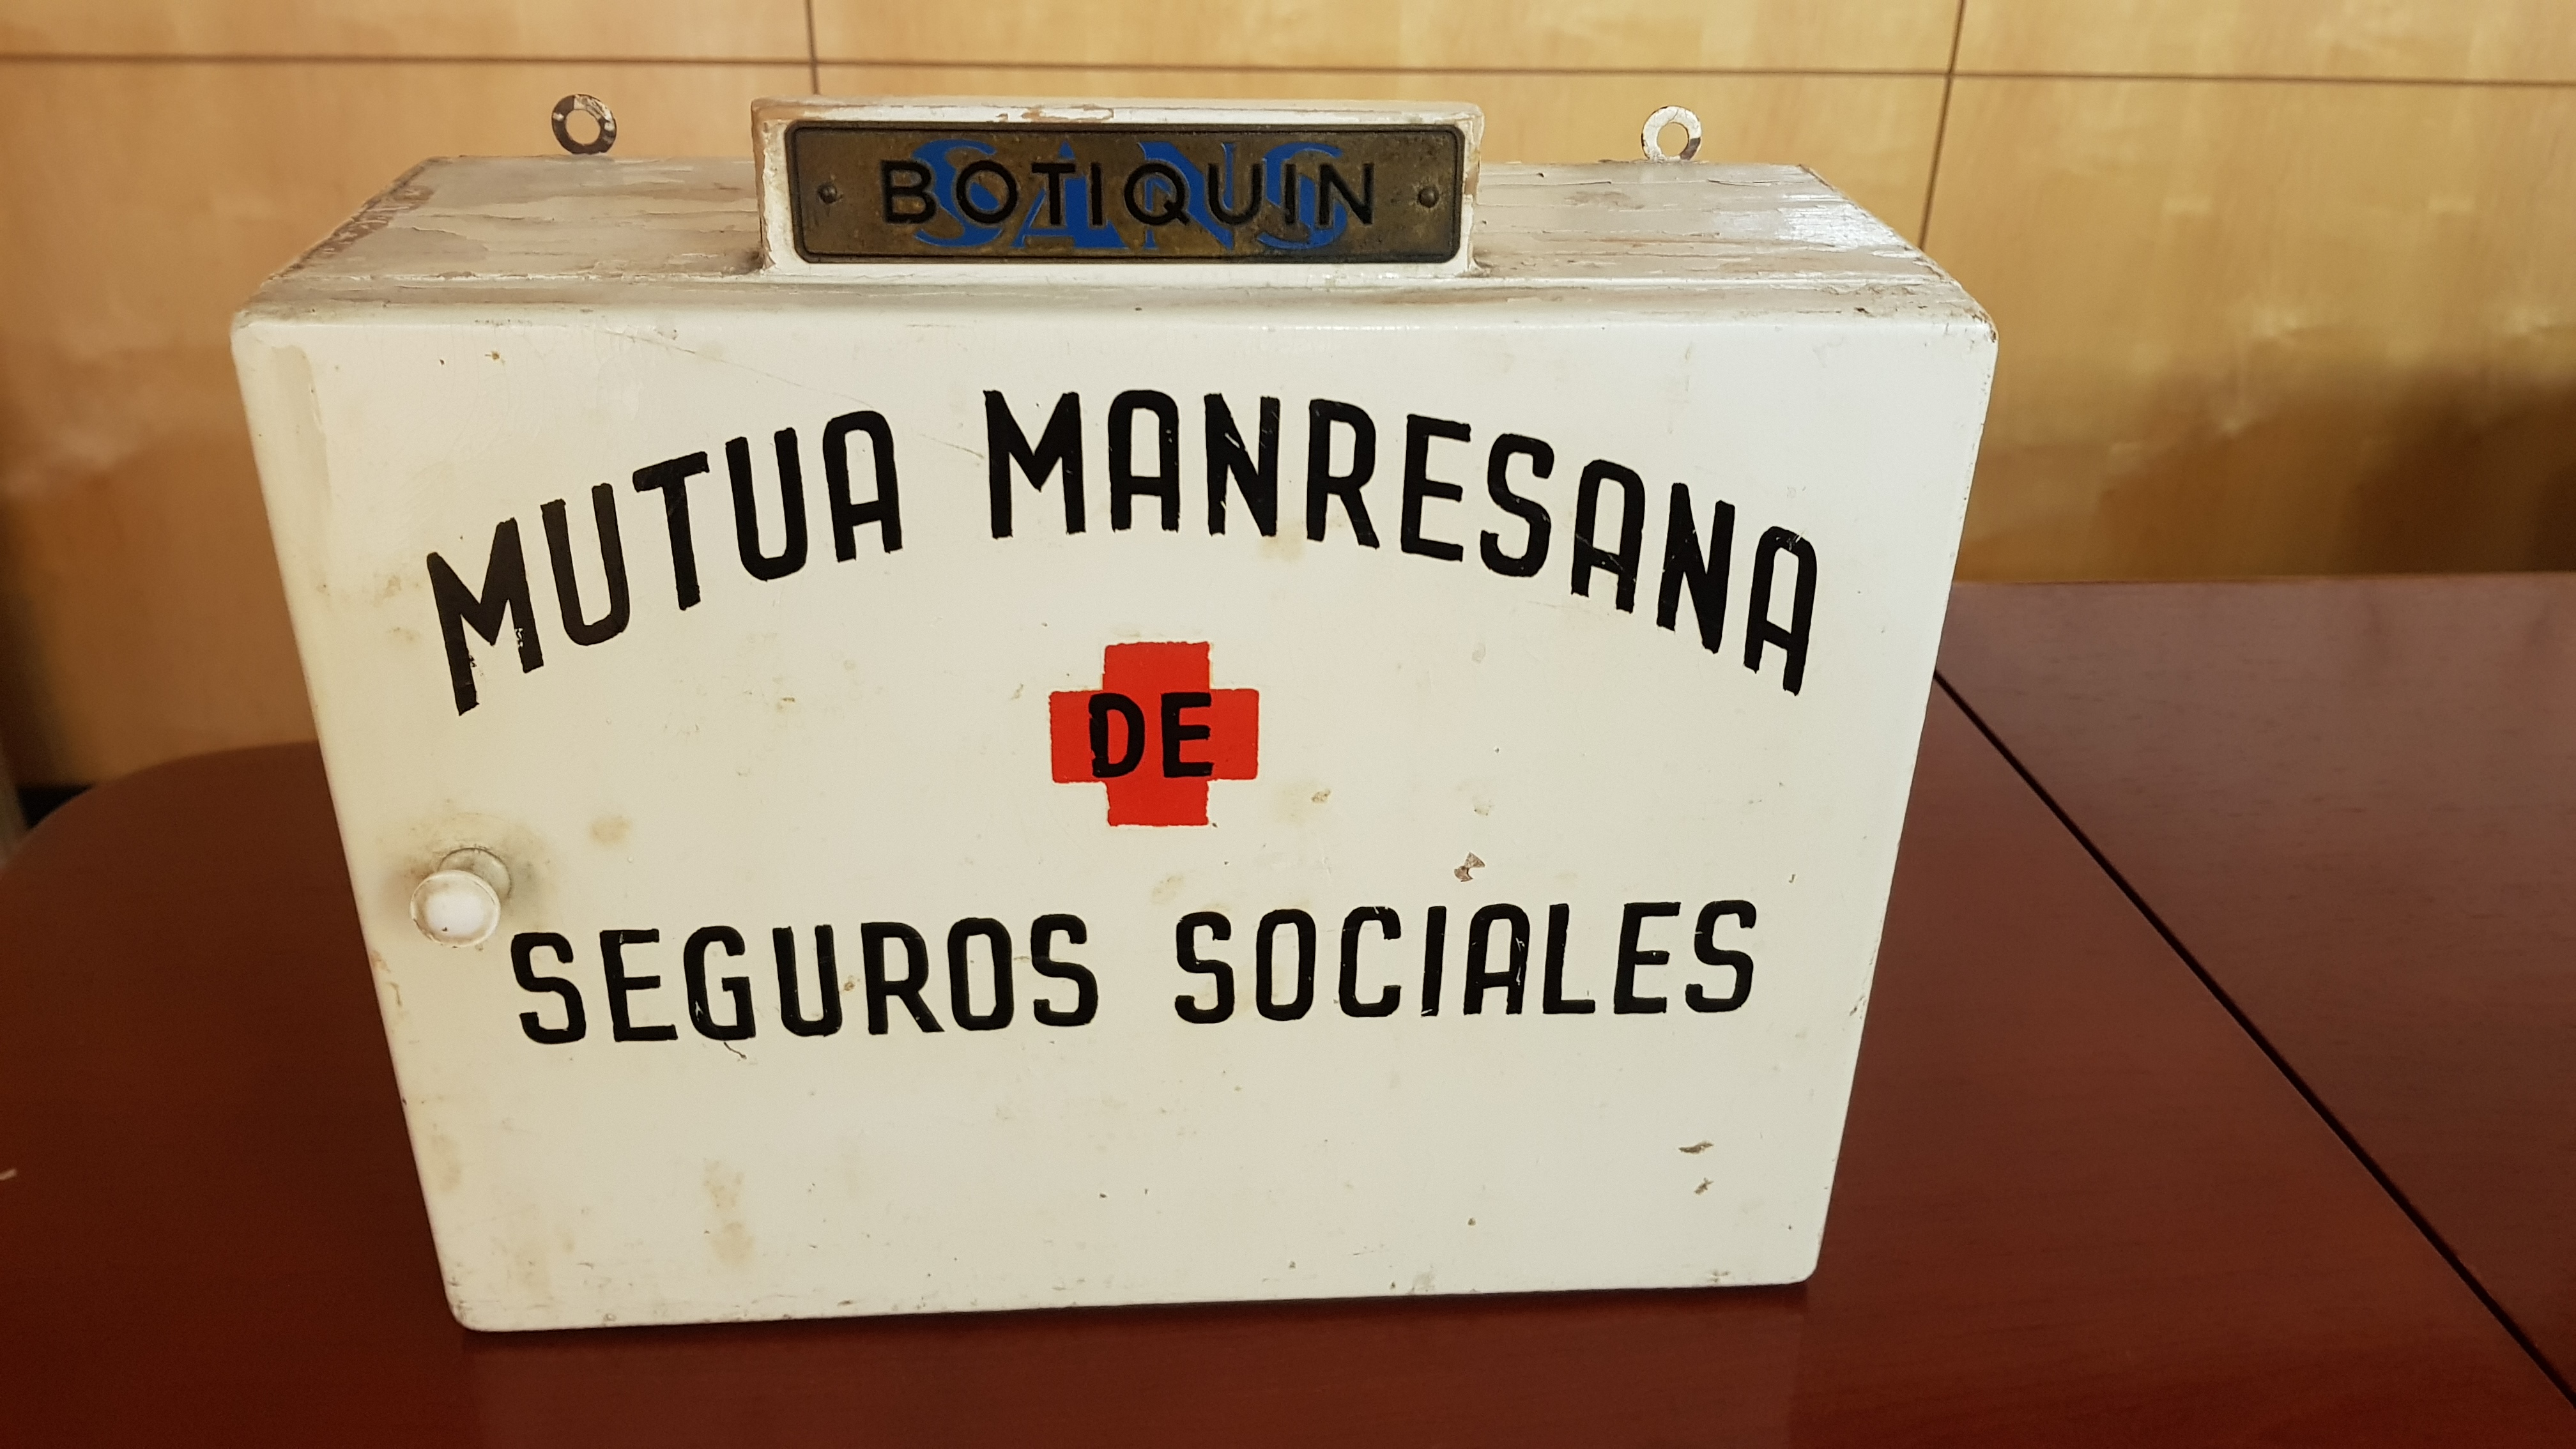 SANS
BOTIQUIN
MUTUA MANRESANA
DE
SEGUROS SOCIALES